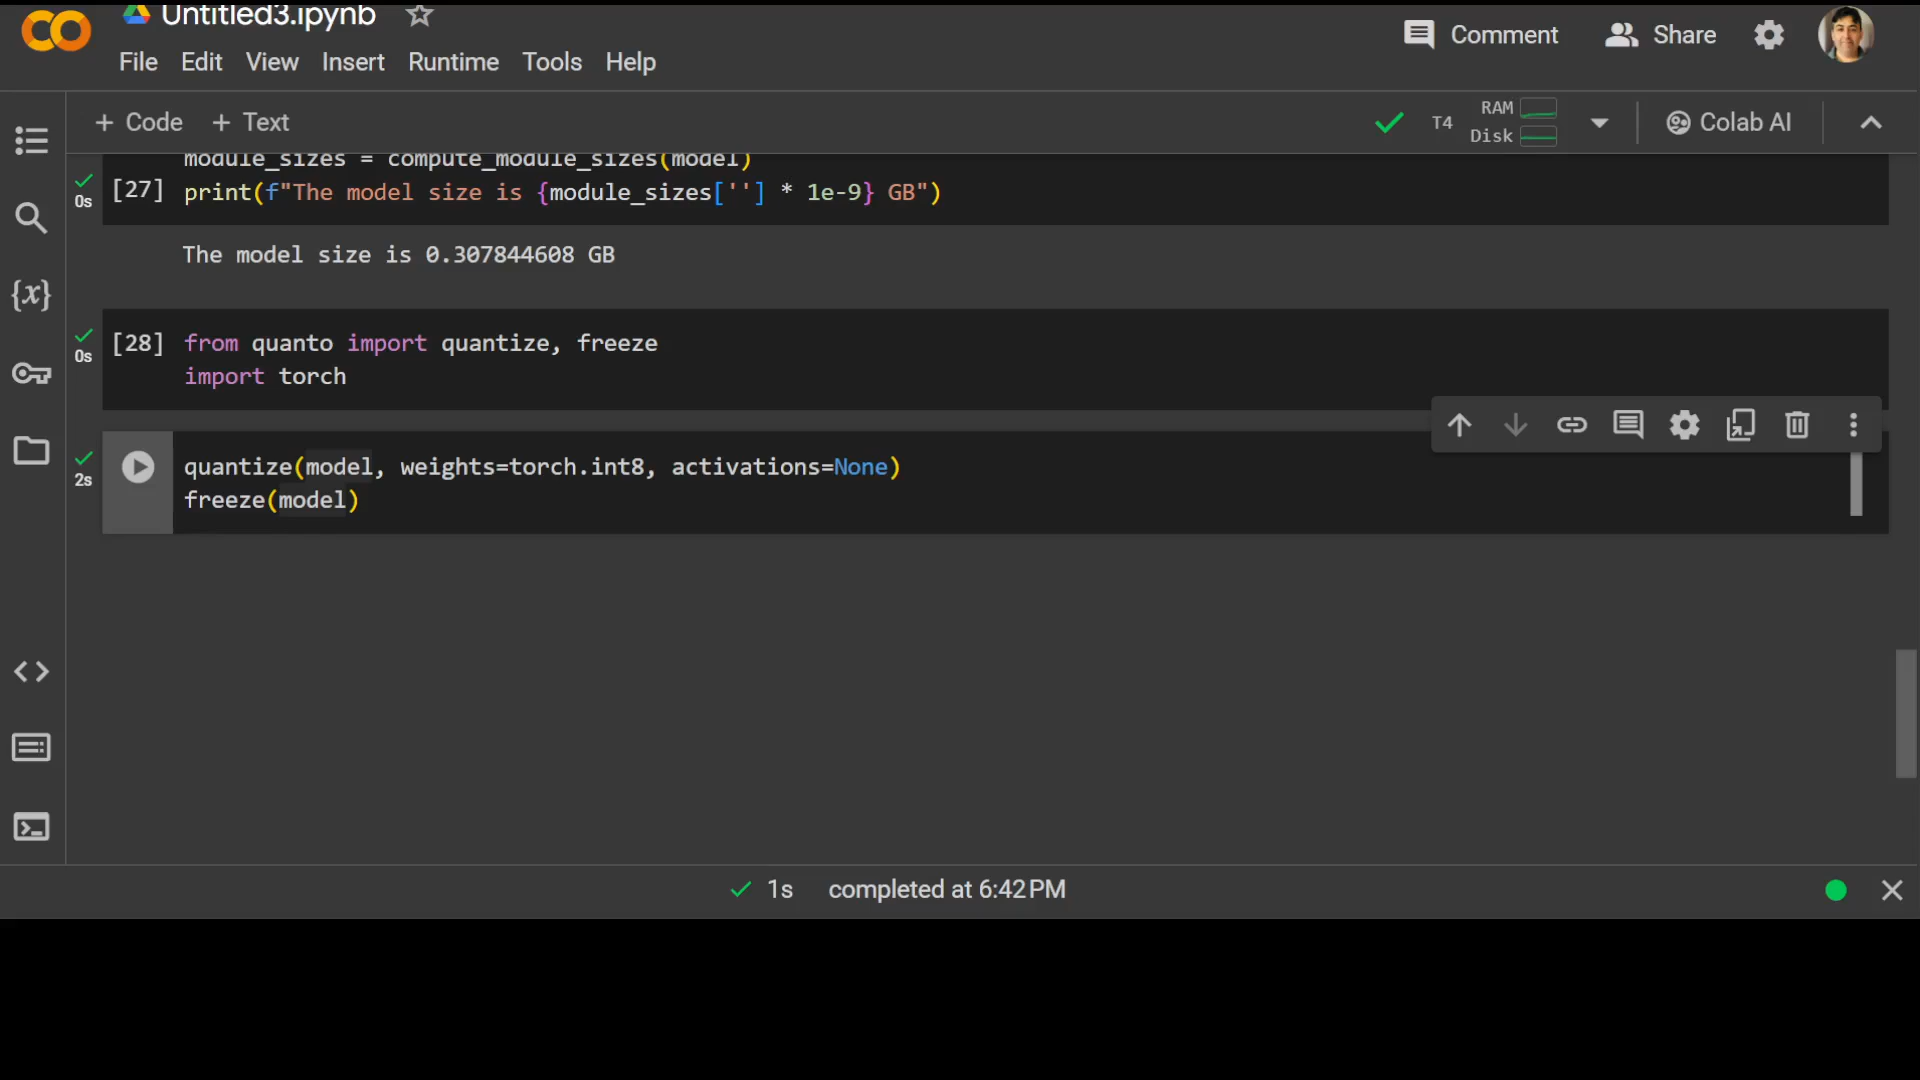 Untitled3.ipynb
File Edit View Insert Runtime Tools Help
Comment Share
+ Code + Text
T4 RAM Disk Colab AI
module_sizes = compute_module_sizes(model)
0s [27] print(f"The model size is {module_sizes[''] * 1e-9} GB")
The model size is 0.307844608 GB
{x}
[28] from quanto import quantize, freeze
0s import torch
quantize(model, weights=torch.int8, activations=None)
2s freeze(model)
1s completed at 6:42 PM